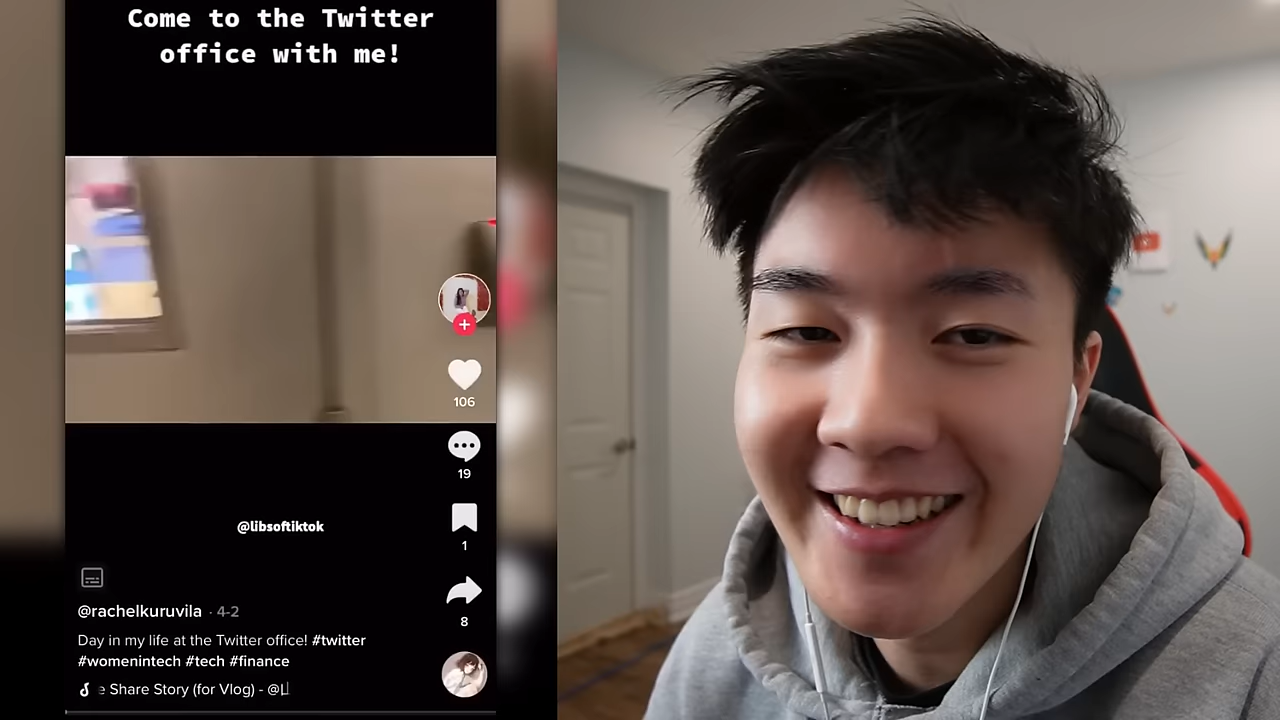 Come to the Twitter
office with me!
106
19
1
8
@libsoftiktok
@rachelkuruvila · 4-2
Day in my life at the Twitter office! #twitter
#womenintech #tech #finance
e Share Story (for Vlog) - @